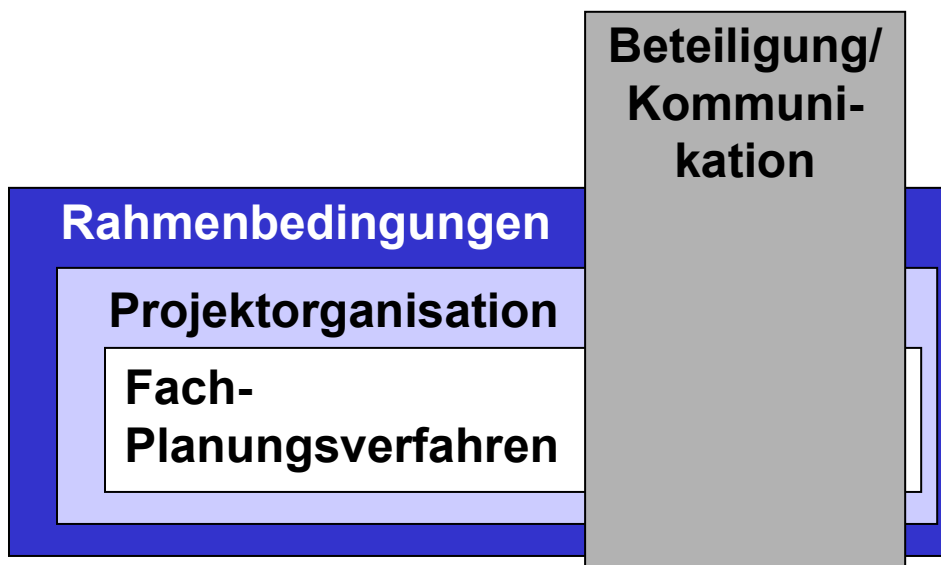 Beteiligung/
Kommuni-
kation
Rahmenbedingungen
Projektorganisation
Fach-
Planungsverfahren